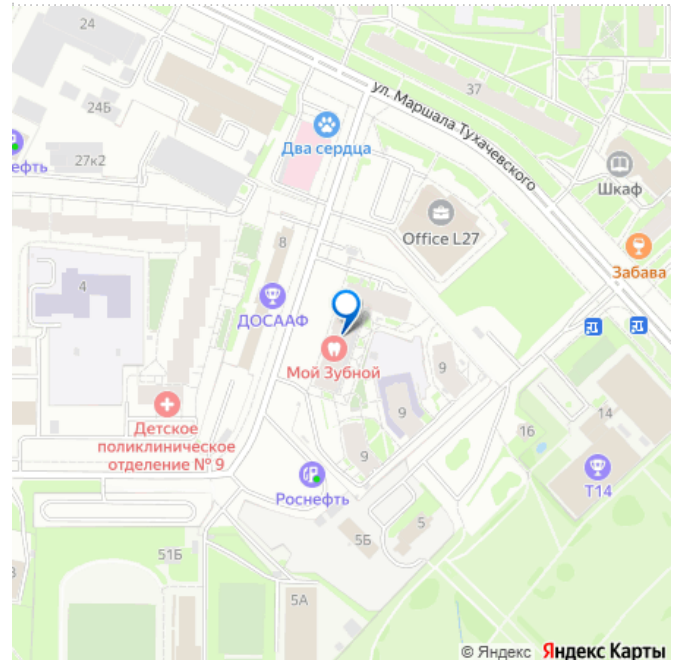 24
24Б
37
ул. Маршала Тухачевского
Два сердца
27к2
ефть
Шкаф
Office L27
8
Забава
4
ДОСААФ
Мой Зубной
9
9
14
16
Детское
поликлиническое
отделение № 9
9
Т14
Роснефть
5
5Б
51Б
5А
© Яндекс Яндекс Карты